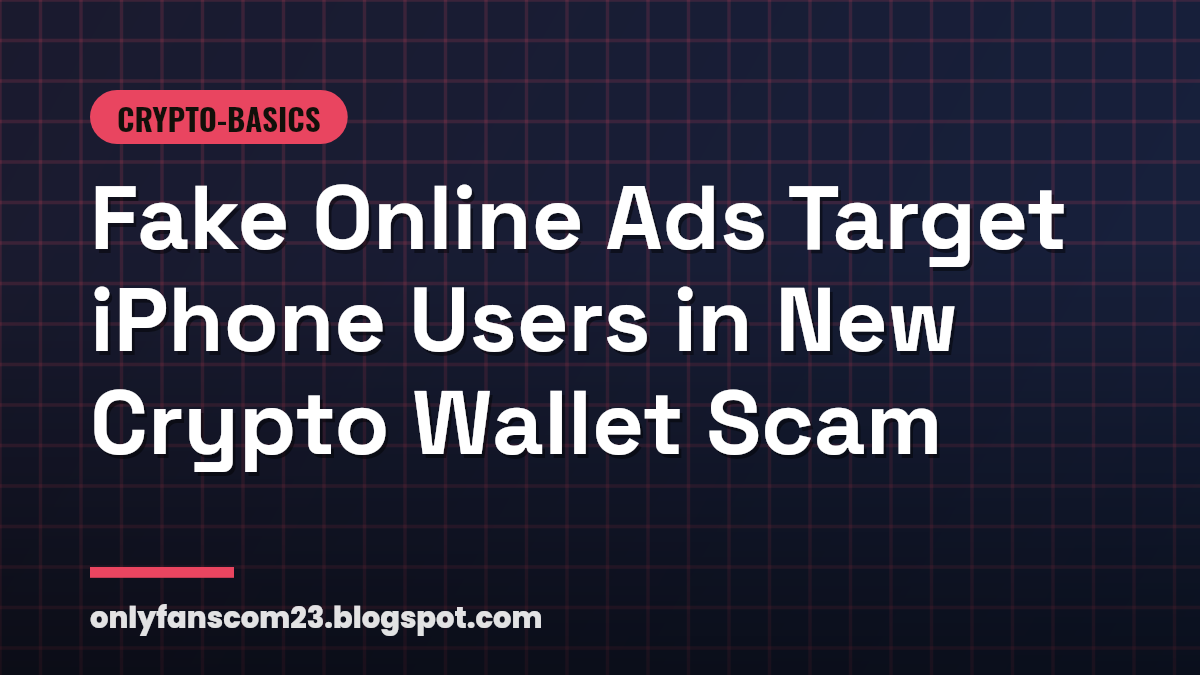 CRYPTO-BASICS
Fake Online Ads Target
iPhone Users in New
Crypto Wallet Scam
onlyfanscom23.blogspot.com